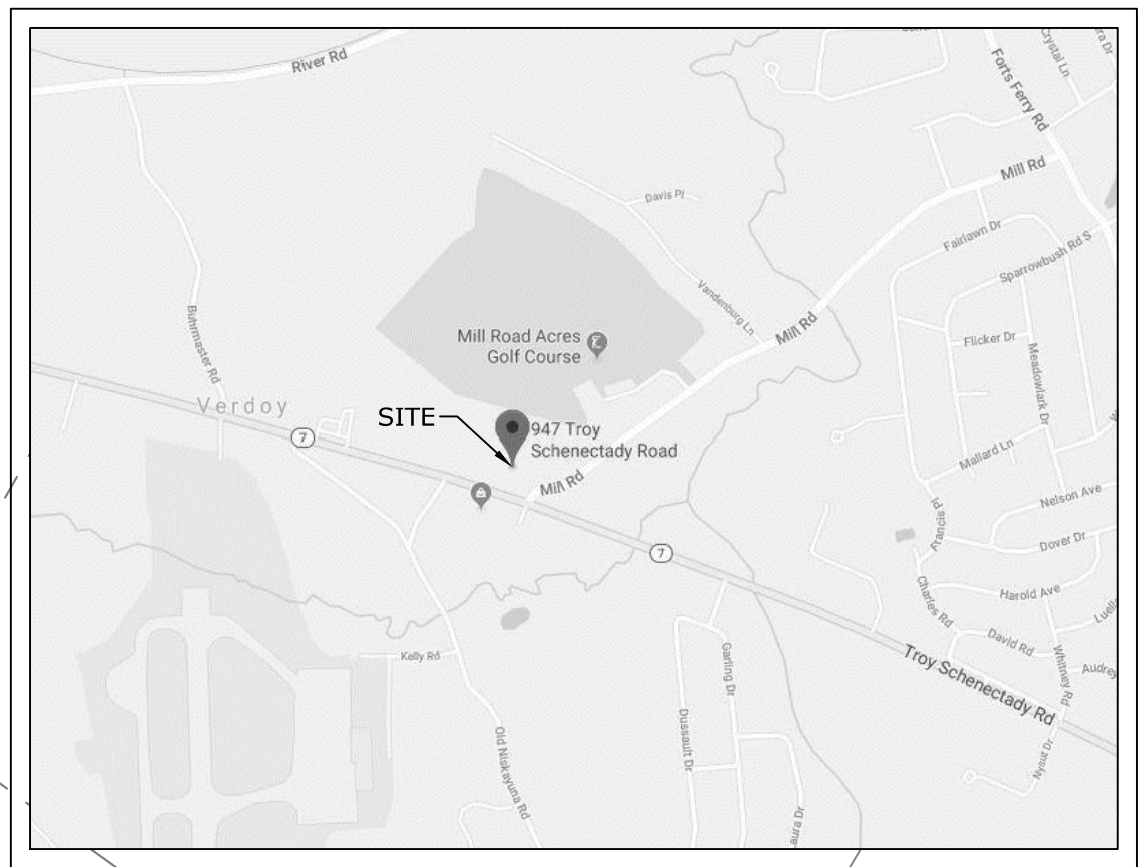 River Rd
Crystal Ln
Forts Ferry Rd
Mill Rd
Davis Pl
Fairlawn Dr
Sparrowbush Rd S
Vandenburg Ln
Mill Rd
Buhrmaster Rd
Mill Road Acres
Golf Course
Flicker Dr
Meadowlark Dr
Verdoy
SITE
7
947 Troy
Schenectady Road
Mallard Ln
Mill Rd
Nelson Ave
Francis Pl
Dover Dr
7
Charles Rd
Harold Ave
David Rd
Whitney Rd
Audrey
Kelly Rd
Garling Dr
Troy Schenectady Rd
Old Niskayuna Rd
Dussault Dr
Nysut Dr
aura Dr